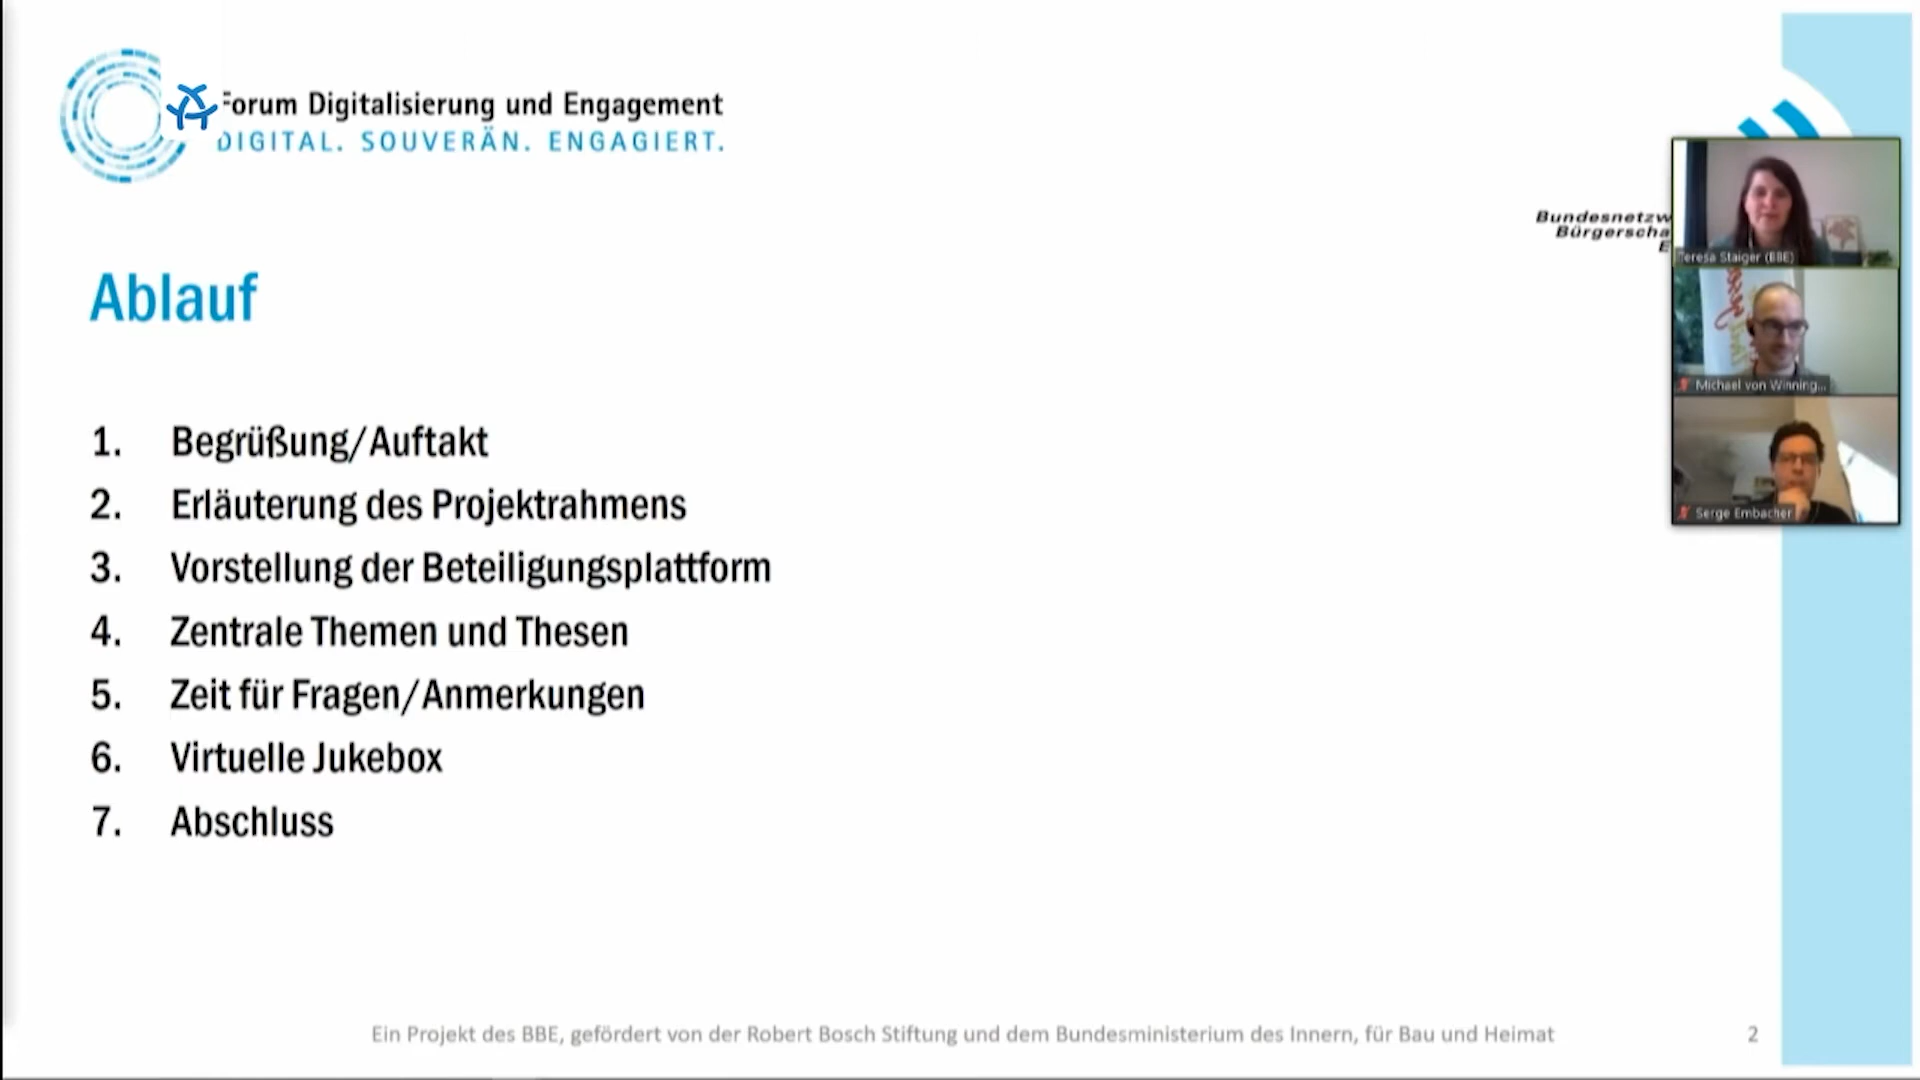 Forum Digitalisierung und Engagement
DIGITAL. SOUVERÄN. ENGAGIERT.
Bundesnetzw
Bürgerscha
E
Teresa Staiger (BBE)
Michael von Winning...
Serge Embacher
Ablauf
1. Begrüßung/Auftakt
2. Erläuterung des Projektrahmens
3. Vorstellung der Beteiligungsplattform
4. Zentrale Themen und Thesen
5. Zeit für Fragen/Anmerkungen
6. Virtuelle Jukebox
7. Abschluss
Ein Projekt des BBE, gefördert von der Robert Bosch Stiftung und dem Bundesministerium des Innern, für Bau und Heimat
2